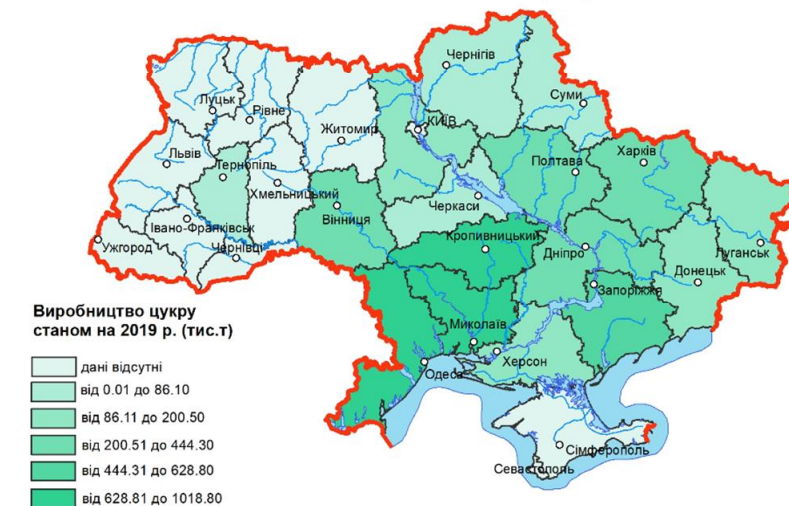 Чернігів
Суми
Луцьк
Рівне
Житомир
КИЇВ
Львів
Тернопіль
Хмельницький
Полтава
Харків
Черкаси
Вінниця
Івано-Франківськ
Ужгород
Чернівці
Кропивницький
Дніпро
Луганськ
Донецьк
Запоріжжя
Миколаїв
Херсон
Одеса
Сімферополь
Севастополь
Виробництво цукру
станом на 2019 р. (тис.т)
дані відсутні
від 0.01 до 86.10
від 86.11 до 200.50
від 200.51 до 444.30
від 444.31 до 628.80
від 628.81 до 1018.80